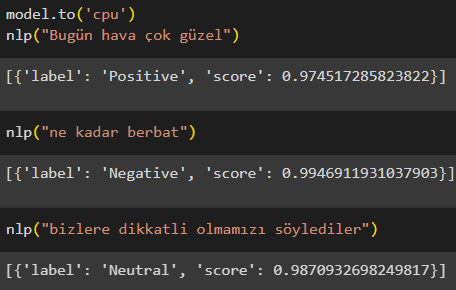 model.to('cpu')
nlp("Bugün hava çok güzel")
[{'label': 'Positive', 'score': 0.974517285823822}]
nlp("ne kadar berbat")
[{'label': 'Negative', 'score': 0.9946911931037903}]
nlp("bizlere dikkatli olmamızı söylediler")
[{'label': 'Neutral', 'score': 0.9870932698249817}]